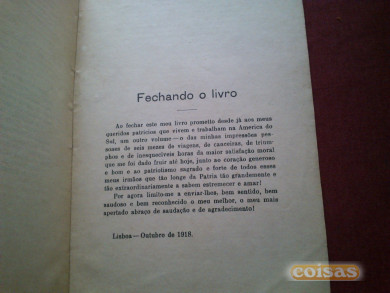 Fechando o livro
Ao fechar este meu livro prometo desde já aos meus
queridos patricios que vivem e trabalham na America do
Sul, um outro volume—o das minhas impressões pes-
soaes de seis meses de viagens, de canceiras, de trium-
phos e de inesqueciveis horas da maior satisfação moral
que me foi dado fruir até hoje, junto ao coração generoso
e bom e ao patriotismo sagrado e forte de todos esses
meus irmãos que tão longe da Patria tão grandemente e
tão extraordinariamente a sabem estremecer e amar!
Por agora limito-me a enviar-lhes, bem sentido, bem
saudoso e bem reconhecido o meu melhor, o meu mais
apertado abraço de saudação e de agradecimento!
Lisboa—Outubro de 1918.
coisas